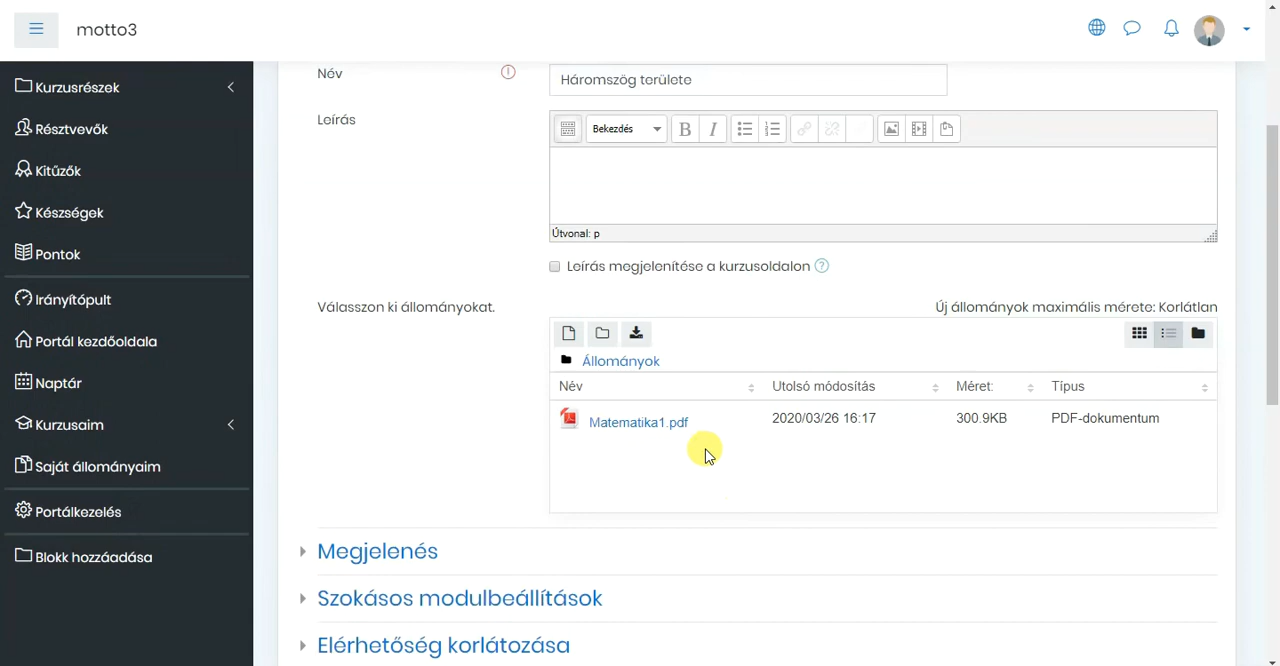 motto3
Kurzusrészek
Résztvevők
Kitűzők
Készségek
Pontok
Irányítópult
Portál kezdőoldala
Naptár
Kurzusaim
Saját állományaim
Portálkezelés
Blokk hozzáadása
Név
Háromszög területe
Leírás
Bekezdés
B I
Útvonal: p
Leírás megjelenítése a kurzusoldalon
Válasszon ki állományokat.
Új állományok maximális mérete: Korlátlan
Állományok
Név Utolsó módosítás Méret: Típus
Matematika1.pdf 2020/03/26 16:17 300.9KB PDF-dokumentum
Megjelenés
Szokásos modulbeállítások
Elérhetőség korlátozása